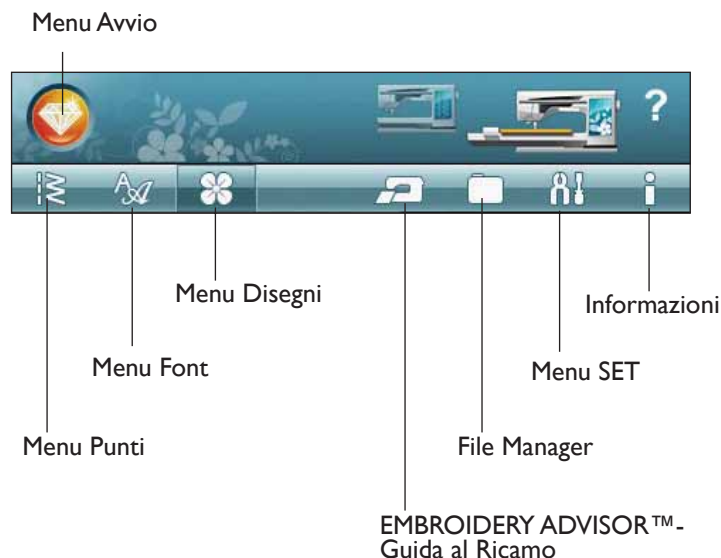 Menu Avvio
?
Menu Disegni
Informazioni
Menu Font
Menu SET
Menu Punti
File Manager
EMBROIDERY ADVISOR™-
Guida al Ricamo